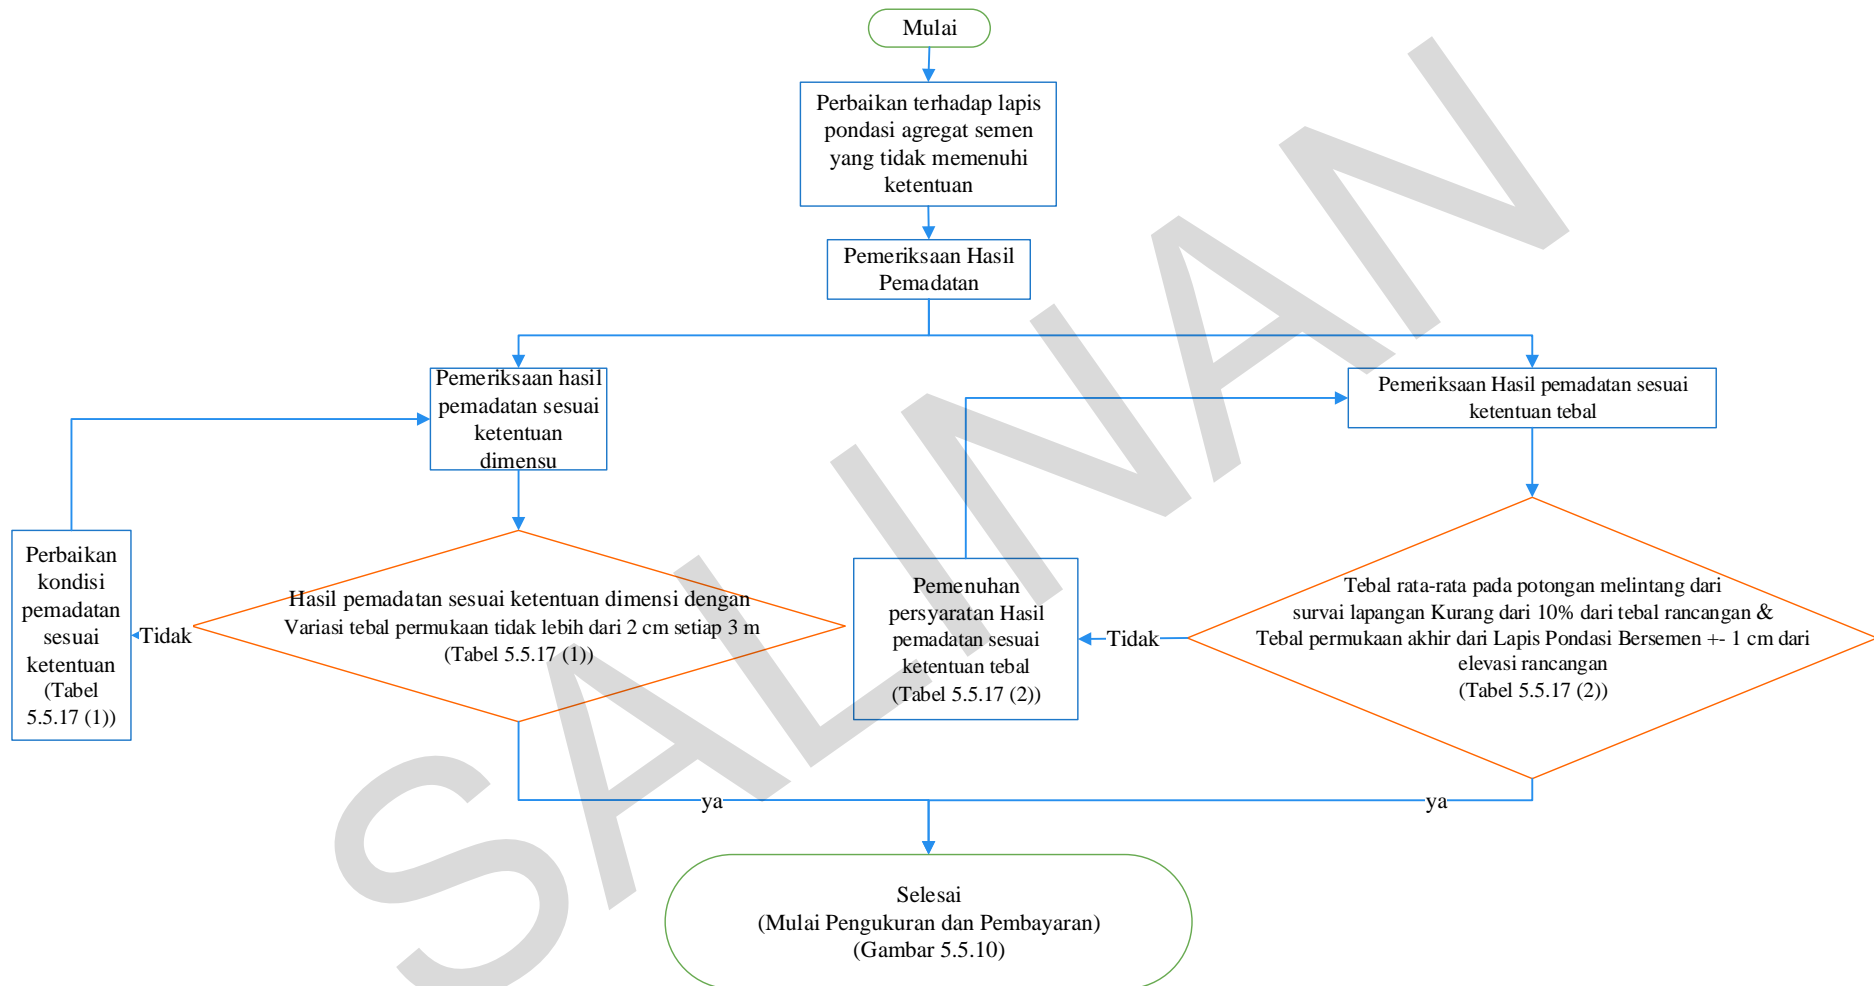 Mulai
Perbaikan terhadap lapis
pondasi agregat semen
yang tidak memenuhi
ketentuan
Pemeriksaan Hasil
Pemadatan
Pemeriksaan hasil
pemadatan sesuai
ketentuan
dimensu
Pemeriksaan Hasil pemadatan sesuai
ketentuan tebal
Perbaikan
kondisi
pemadatan
sesuai
ketentuan
(Tabel
5.5.17 (1))
Tidak
Hasil pemadatan sesuai ketentuan dimensi dengan
Variasi tebal permukaan tidak lebih dari 2 cm setiap 3 m
(Tabel 5.5.17 (1))
Pemenuhan
persyaratan Hasil
pemadatan sesuai
ketentuan tebal
(Tabel 5.5.17 (2))
Tidak
Tebal rata-rata pada potongan melintang dari
survai lapangan Kurang dari 10% dari tebal rancangan &
Tebal permukaan akhir dari Lapis Pondasi Bersemen +- 1 cm dari
elevasi rancangan
(Tabel 5.5.17 (2))
ya
ya
Selesai
(Mulai Pengukuran dan Pembayaran)
(Gambar 5.5.10)
SALINAN